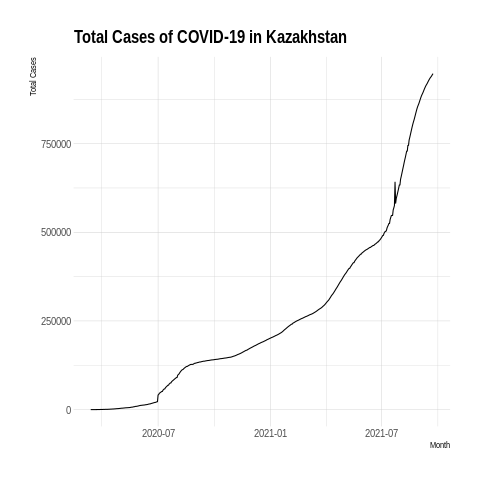 Total Cases of COVID-19 in Kazakhstan
Total Cases
750000
500000
250000
0
2020-07
2021-01
2021-07
Month